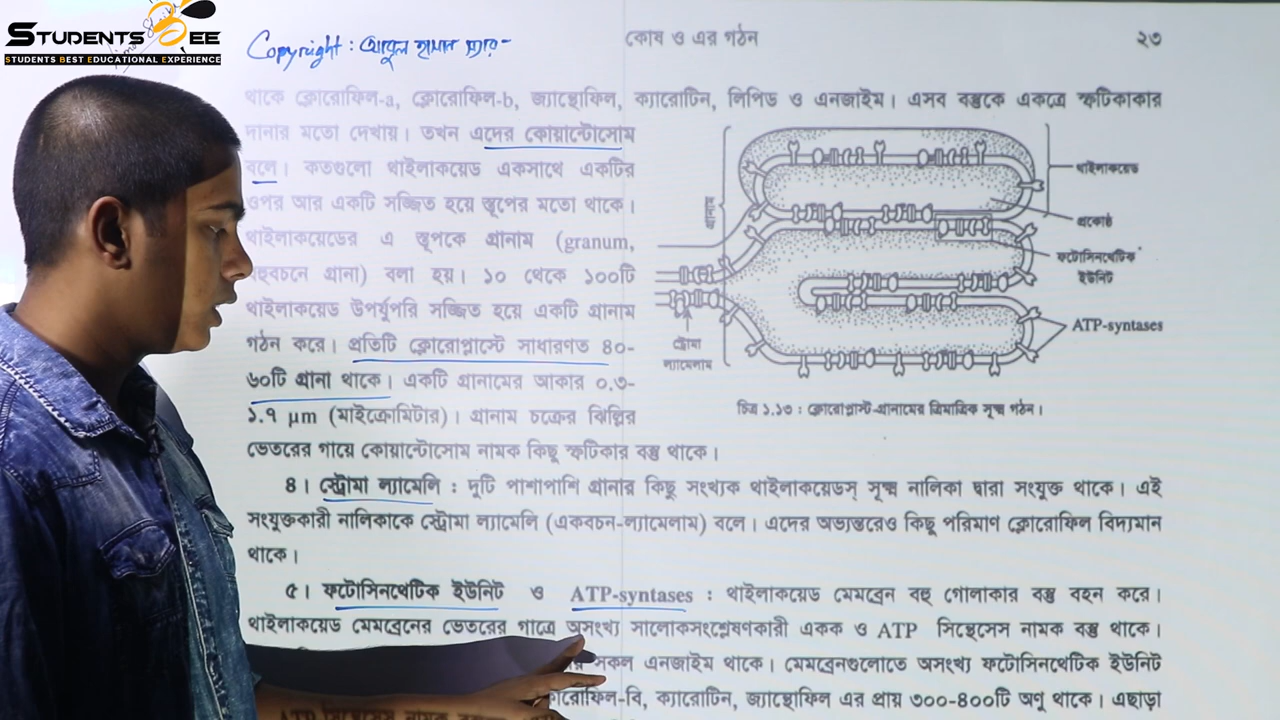 STUDENTS BEE
STUDENTS BEST EDUCATIONAL EXPERIENCE
Copyright : আবুল হাসান স্যার-
কোষ ও এর গঠন
২৩
থাকে ক্লোরোফিল-a, ক্লোরোফিল-b, জ্যান্থোফিল, ক্যারোটিন, লিপিড ও এনজাইম। এসব বস্তুকে একত্রে স্ফটিকাকার
দানার মতো দেখায়। তখন এদের কোয়ান্টোসোম
বলে। কতগুলো থাইলাকয়েড একসাথে একটির
ওপর আর একটি সজ্জিত হয়ে স্তূপের মতো থাকে।
থাইলাকয়েডের এ স্তূপকে গ্রানাম (granum,
বহুবচনে গ্রানা) বলা হয়। ১০ থেকে ১০০টি
থাইলাকয়েড উপর্যুপরি সজ্জিত হয়ে একটি গ্রানাম
গঠন করে। প্রতিটি ক্লোরোপ্লাস্টে সাধারণত ৪০-
৬০টি গ্রানা থাকে। একটি গ্রানামের আকার ০.৩-
১.৭ µm (মাইক্রোমিটার)। গ্রানাম চক্রের ঝিল্লির
ভেতরের গায়ে কোয়ান্টোসোম নামক কিছু স্ফটিকার বস্তু থাকে।
গ্রানাম
থাইলাকয়েড
প্রকোষ্ঠ
ফটোসিনথেটিক
ইউনিট
ATP-syntases
স্ট্রোমা
ল্যামেলাম
চিত্র ১.১৩ : ক্লোরোপ্লাস্ট-গ্রানামের ত্রিমাত্রিক সূক্ষ্ম গঠন।
৪। স্ট্রোমা ল্যামেলি : দুটি পাশাপাশি গ্রানার কিছু সংখ্যক থাইলাকয়েডস্ সূক্ষ্ম নালিকা দ্বারা সংযুক্ত থাকে। এই
সংযুক্তকারী নালিকাকে স্ট্রোমা ল্যামেলি (একবচন-ল্যামেলাম) বলে। এদের অভ্যন্তরেও কিছু পরিমাণ ক্লোরোফিল বিদ্যমান
থাকে।
৫। ফটোসিনথেটিক ইউনিট ও ATP-syntases : থাইলাকয়েড মেমব্রেন বহু গোলাকার বস্তু বহন করে।
থাইলাকয়েড মেমব্রেনের ভেতরের গাত্রে অসংখ্য সালোকসংশ্লেষণকারী একক ও ATP সিন্থেসেস নামক বস্তু থাকে।
সকল এনজাইম থাকে। মেমব্রেনগুলোতে অসংখ্য ফটোসিনথেটিক ইউনিট
ক্যারোটিন, জ্যান্থোফিল এর প্রায় ৩০০-৪০০টি অণু থাকে। এছাড়া
ATP সিন্থেসেস নামক